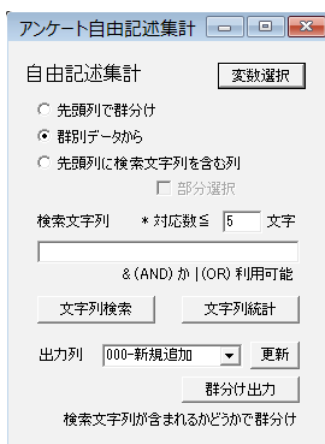 アンケート自由記述集計
自由記述集計 変数選択
先頭列で群分け
群別データから
先頭列に検索文字列を含む列
部分選択
検索文字列 * 対応数≦ 5 文字
& (AND) か | (OR) 利用可能
文字列検索 文字列統計
出力列 000-新規追加 更新
群分け出力
検索文字列が含まれるかどうかで群分け